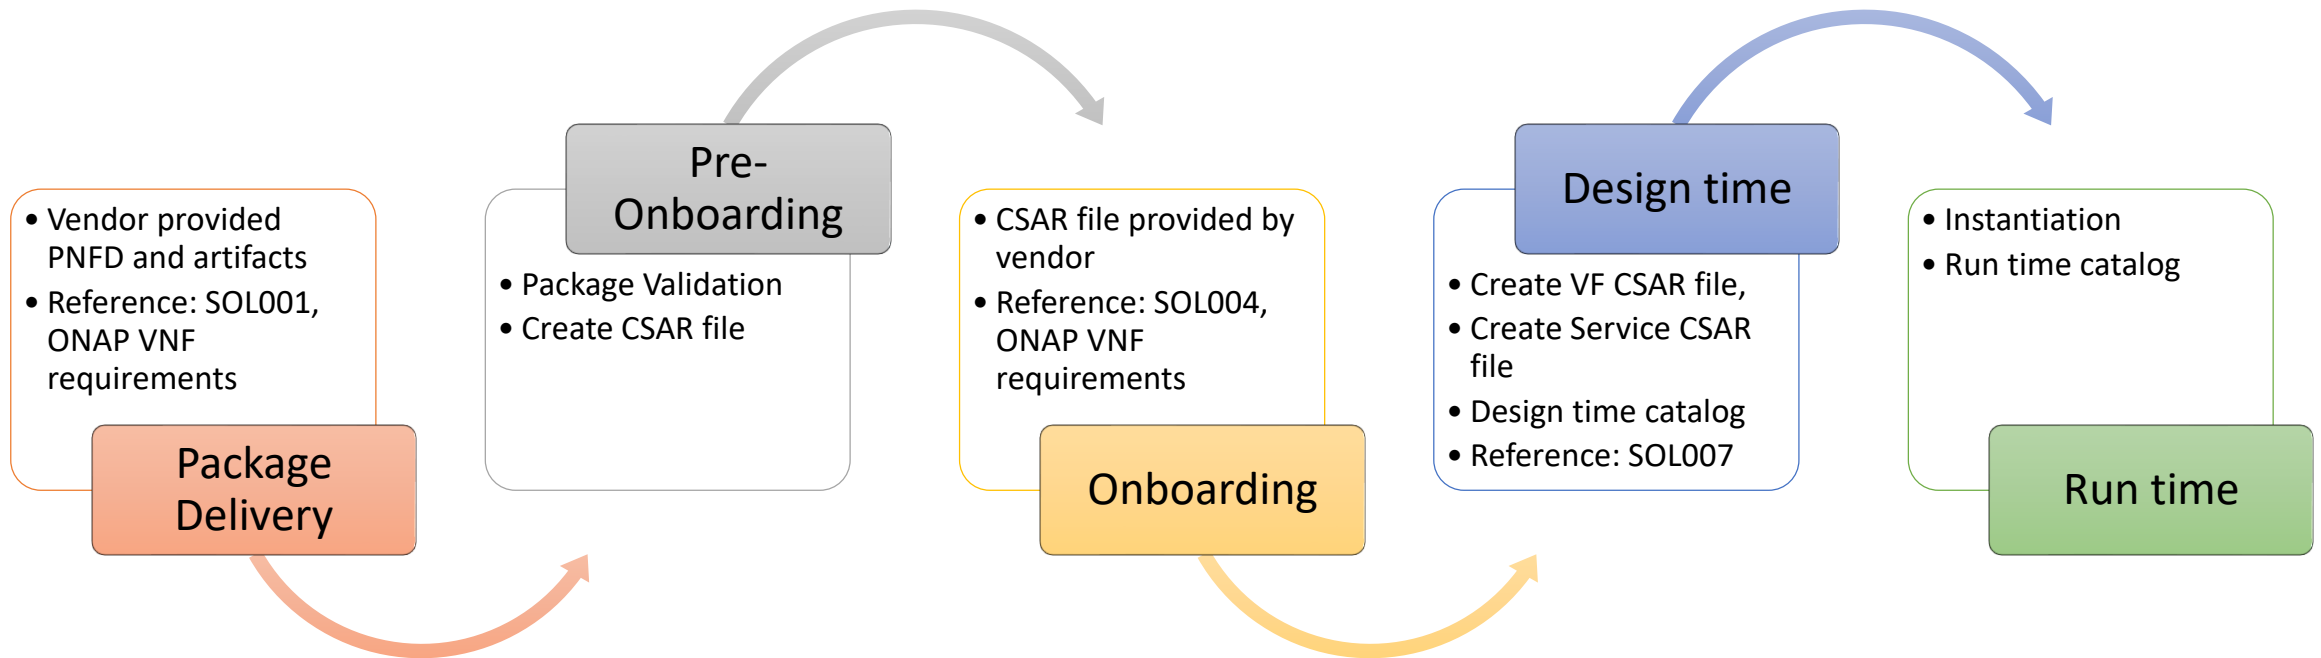 • Vendor provided
PNFD and artifacts
• Reference: SOL001,
ONAP VNF
requirements
Package
Delivery
Pre-
Onboarding
• Package Validation
• Create CSAR file
• CSAR file provided by
vendor
• Reference: SOL004,
ONAP VNF
requirements
Onboarding
Design time
• Create VF CSAR file,
• Create Service CSAR
file
• Design time catalog
• Reference: SOL007
• Instantiation
• Run time catalog
Run time